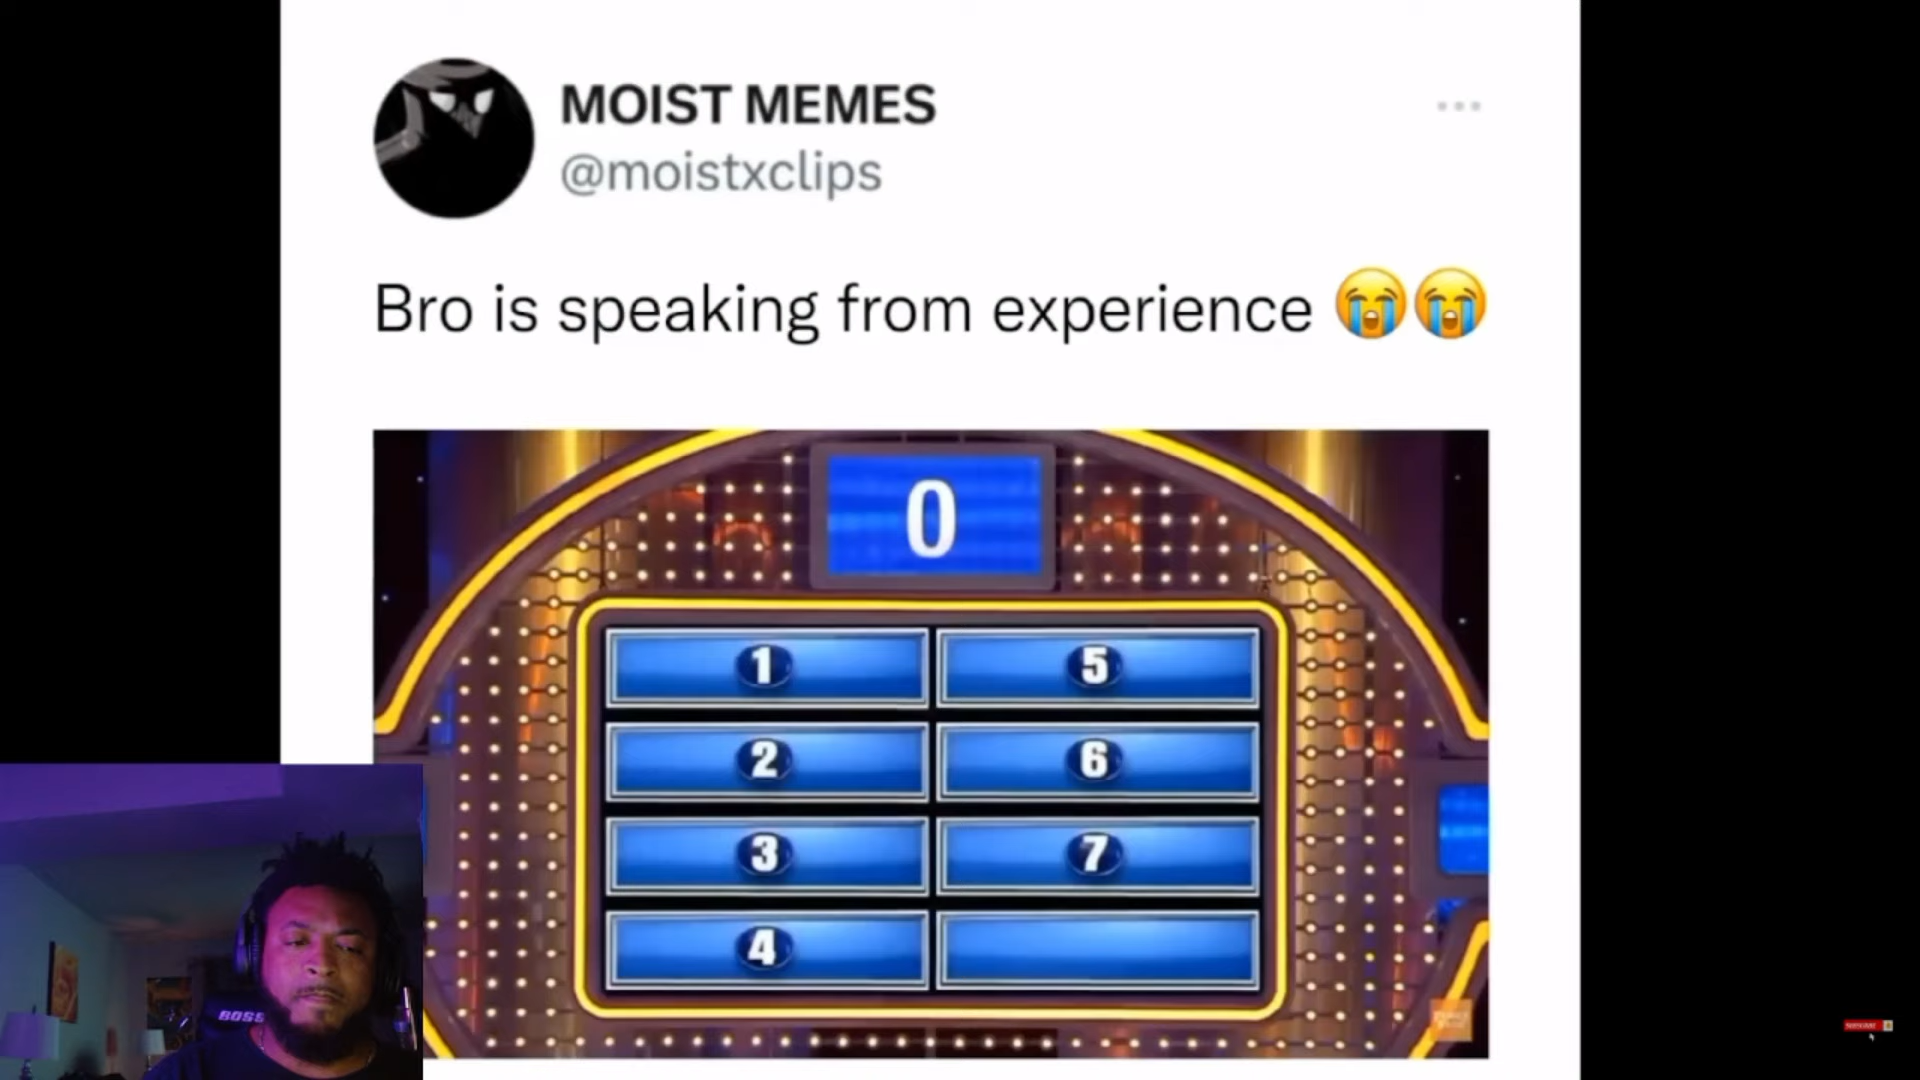 MOIST MEMES
@moistxclips
Bro is speaking from experience 😭😭
0
1
5
2
6
3
7
4
BOSS